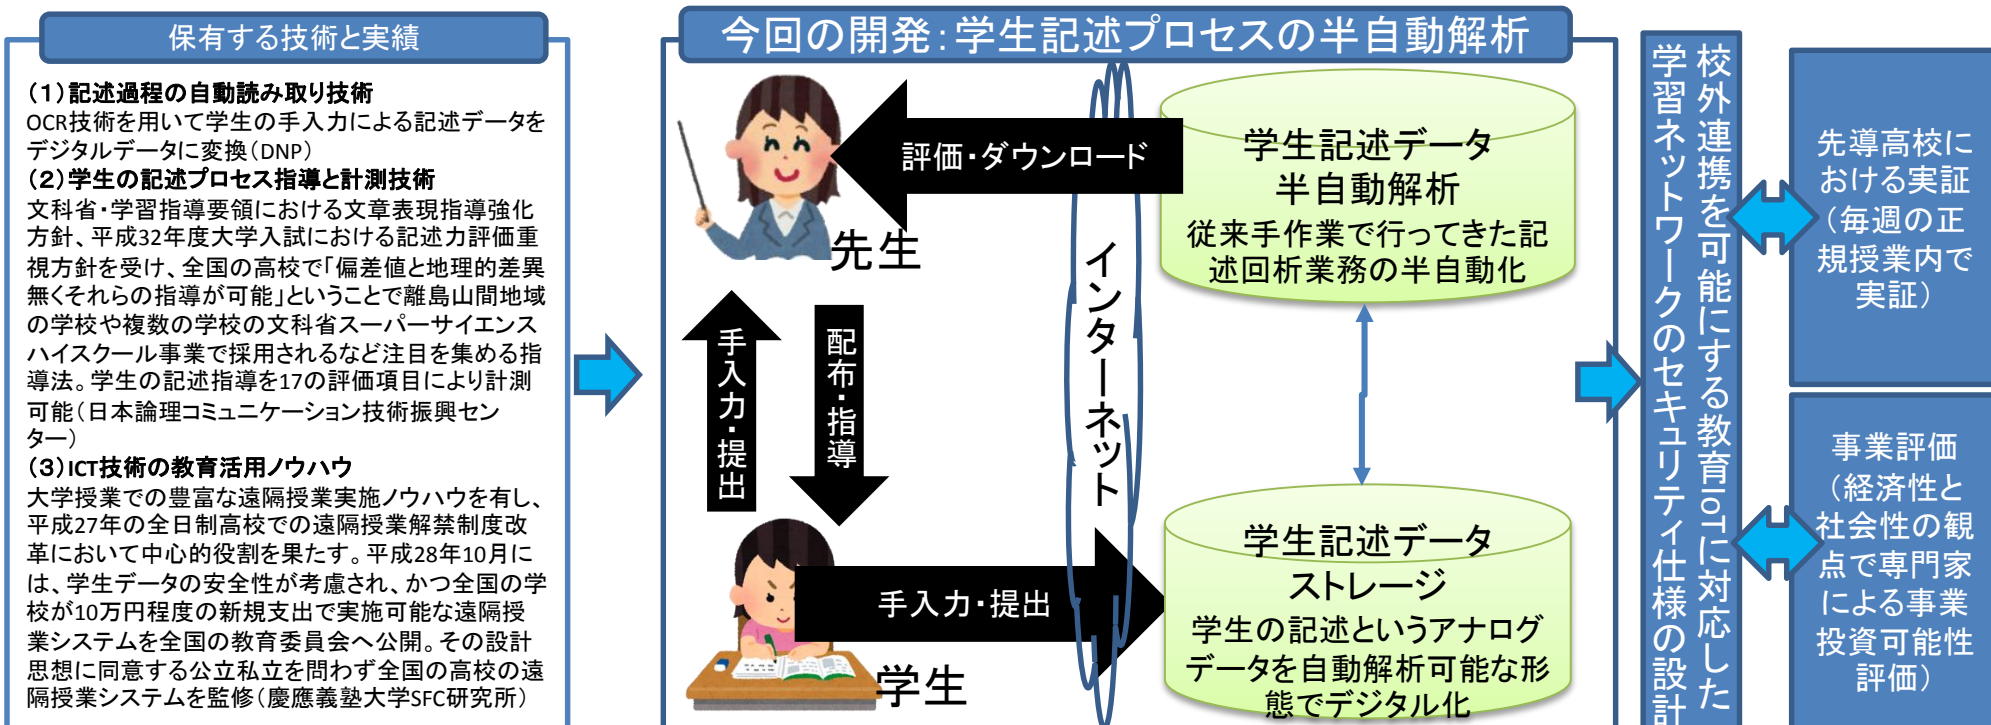 保有する技術と実績
（1）記述過程の自動読み取り技術
OCR技術を用いて学生の手入力による記述データを
デジタルデータに変換（DNP）
（2）学生の記述プロセス指導と計測技術
文科省・学習指導要領における文章表現指導強化
方針、平成32年度大学入試における記述力評価重
視方針を受け、全国の高校で「偏差値と地理的差異
無くそれらの指導が可能」ということで離島山間地域
の学校や複数の学校の文科省スーパーサイエンス
ハイスクール事業で採用されるなど注目を集める指
導法。学生の記述指導を17の評価項目により計測
可能（日本論理コミュニケーション技術振興セン
ター）
（3）ICT技術の教育活用ノウハウ
大学授業での豊富な遠隔授業実施ノウハウを有し、
平成27年の全日制高校での遠隔授業解禁制度改
革において中心的役割を果たす。平成28年10月に
は、学生データの安全性が考慮され、かつ全国の学
校が10万円程度の新規支出で実施可能な遠隔授
業システムを全国の教育委員会へ公開。その設計
思想に同意する公立私立を問わず全国の高校の遠
隔授業システムを監修（慶應義塾大学SFC研究所）
今回の開発：学生記述プロセスの半自動解析
評価・ダウンロード
先生
手入力・提出
配布・指導
学生
手入力・提出
インターネット
学生記述データ
半自動解析
従来手作業で行ってきた記
述回析業務の半自動化
学生記述データ
ストレージ
学生の記述というアナログ
データを自動解析可能な形
態でデジタル化
校外連携を可能にする教育IoTに対応した
学習ネットワークのセキュリティ仕様の設計
先導高校に
おける実証
（毎週の正
規授業内で
実証）
事業評価
（経済性と
社会性の観
点で専門家
による事業
投資可能性
評価）